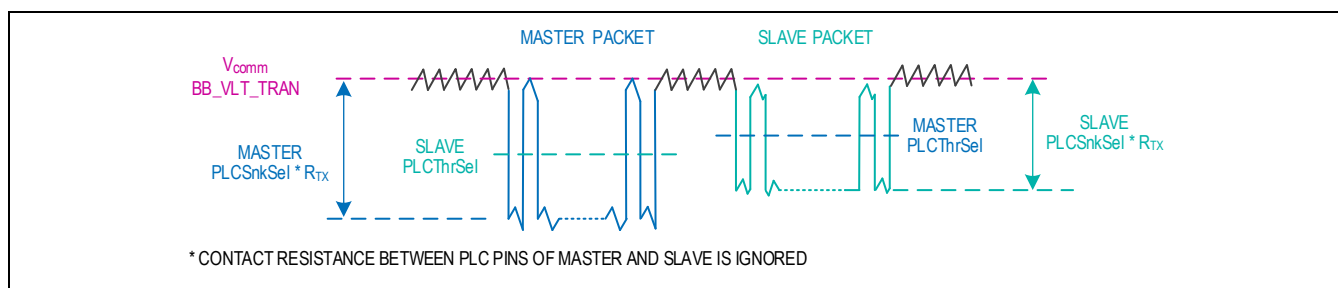 MASTER PACKET
SLAVE PACKET
Vcomm
BB_VLT_TRAN
MASTER
PLCSnkSel * RTX
SLAVE
PLCThrSel
MASTER
PLCThrSel
SLAVE
PLCSnkSel * RTX
* CONTACT RESISTANCE BETWEEN PLC PINS OF MASTER AND SLAVE IS IGNORED